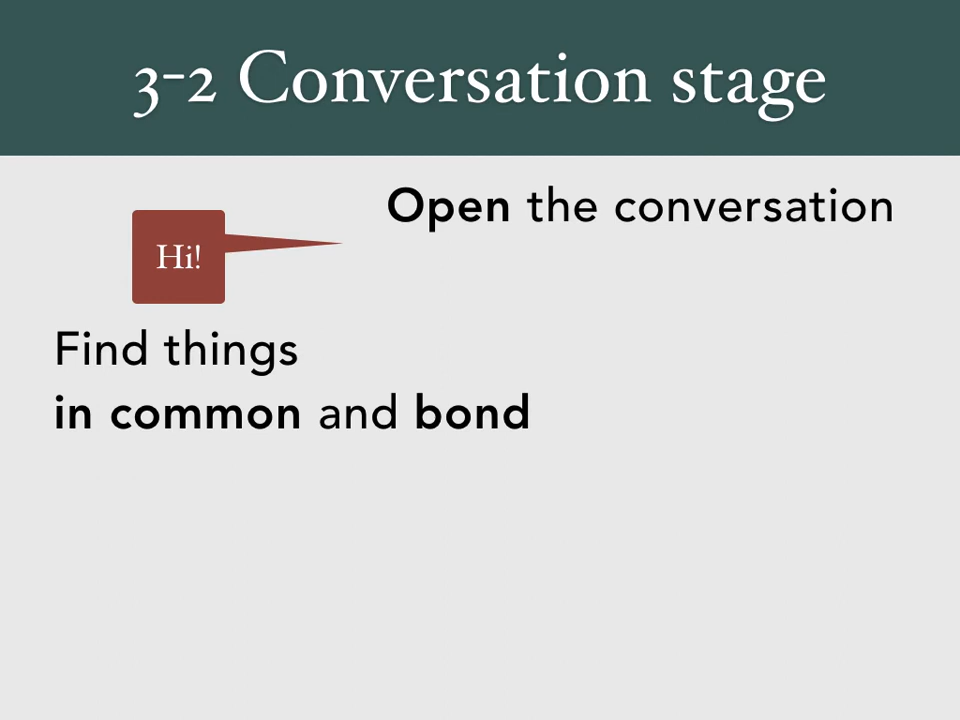 3-2 Conversation stage
Open the conversation
Hi!
Find things
in common and bond